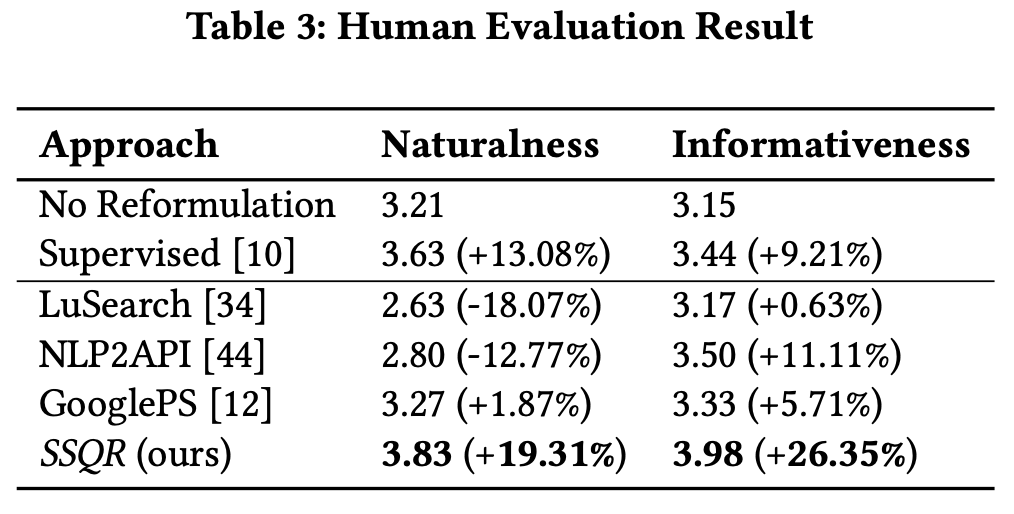 Table 3: Human Evaluation Result
Approach Naturalness Informativeness
No Reformulation 3.21 3.15
Supervised [10] 3.63 (+13.08%) 3.44 (+9.21%)
LuSearch [34] 2.63 (-18.07%) 3.17 (+0.63%)
NLP2API [44] 2.80 (-12.77%) 3.50 (+11.11%)
GooglePS [12] 3.27 (+1.87%) 3.33 (+5.71%)
SSQR (ours) 3.83 (+19.31%) 3.98 (+26.35%)